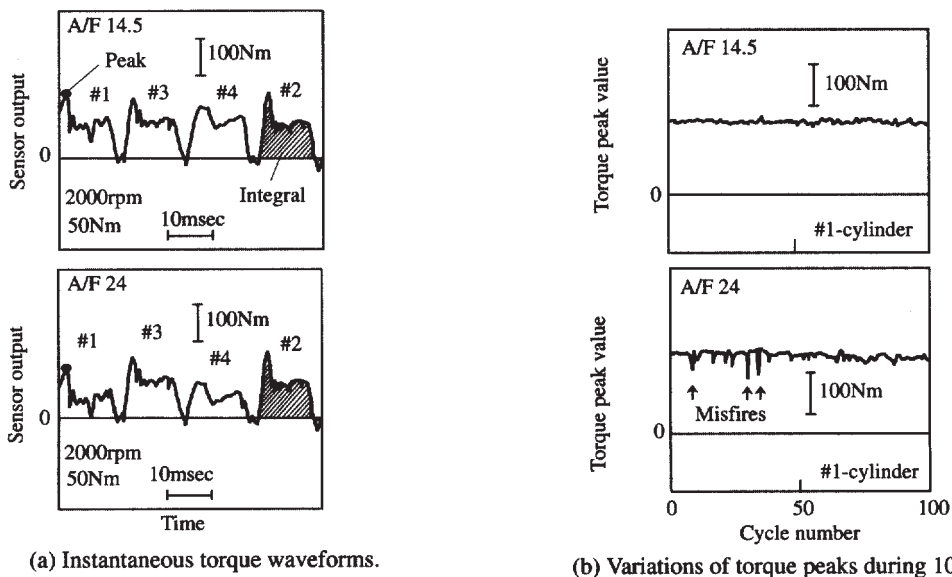 A/F 14.5
100Nm
Peak
#1
#3
#4
#2
Sensor output
0
2000rpm
50Nm
10msec
Integral
A/F 24
100Nm
#1
#3
#4
#2
Sensor output
0
2000rpm
50Nm
10msec
Time
(a) Instantaneous torque waveforms.
A/F 14.5
100Nm
Torque peak value
0
#1-cylinder
A/F 24
100Nm
Misfires
Torque peak value
0
#1-cylinder
0
50
100
Cycle number
(b) Variations of torque peaks during 10